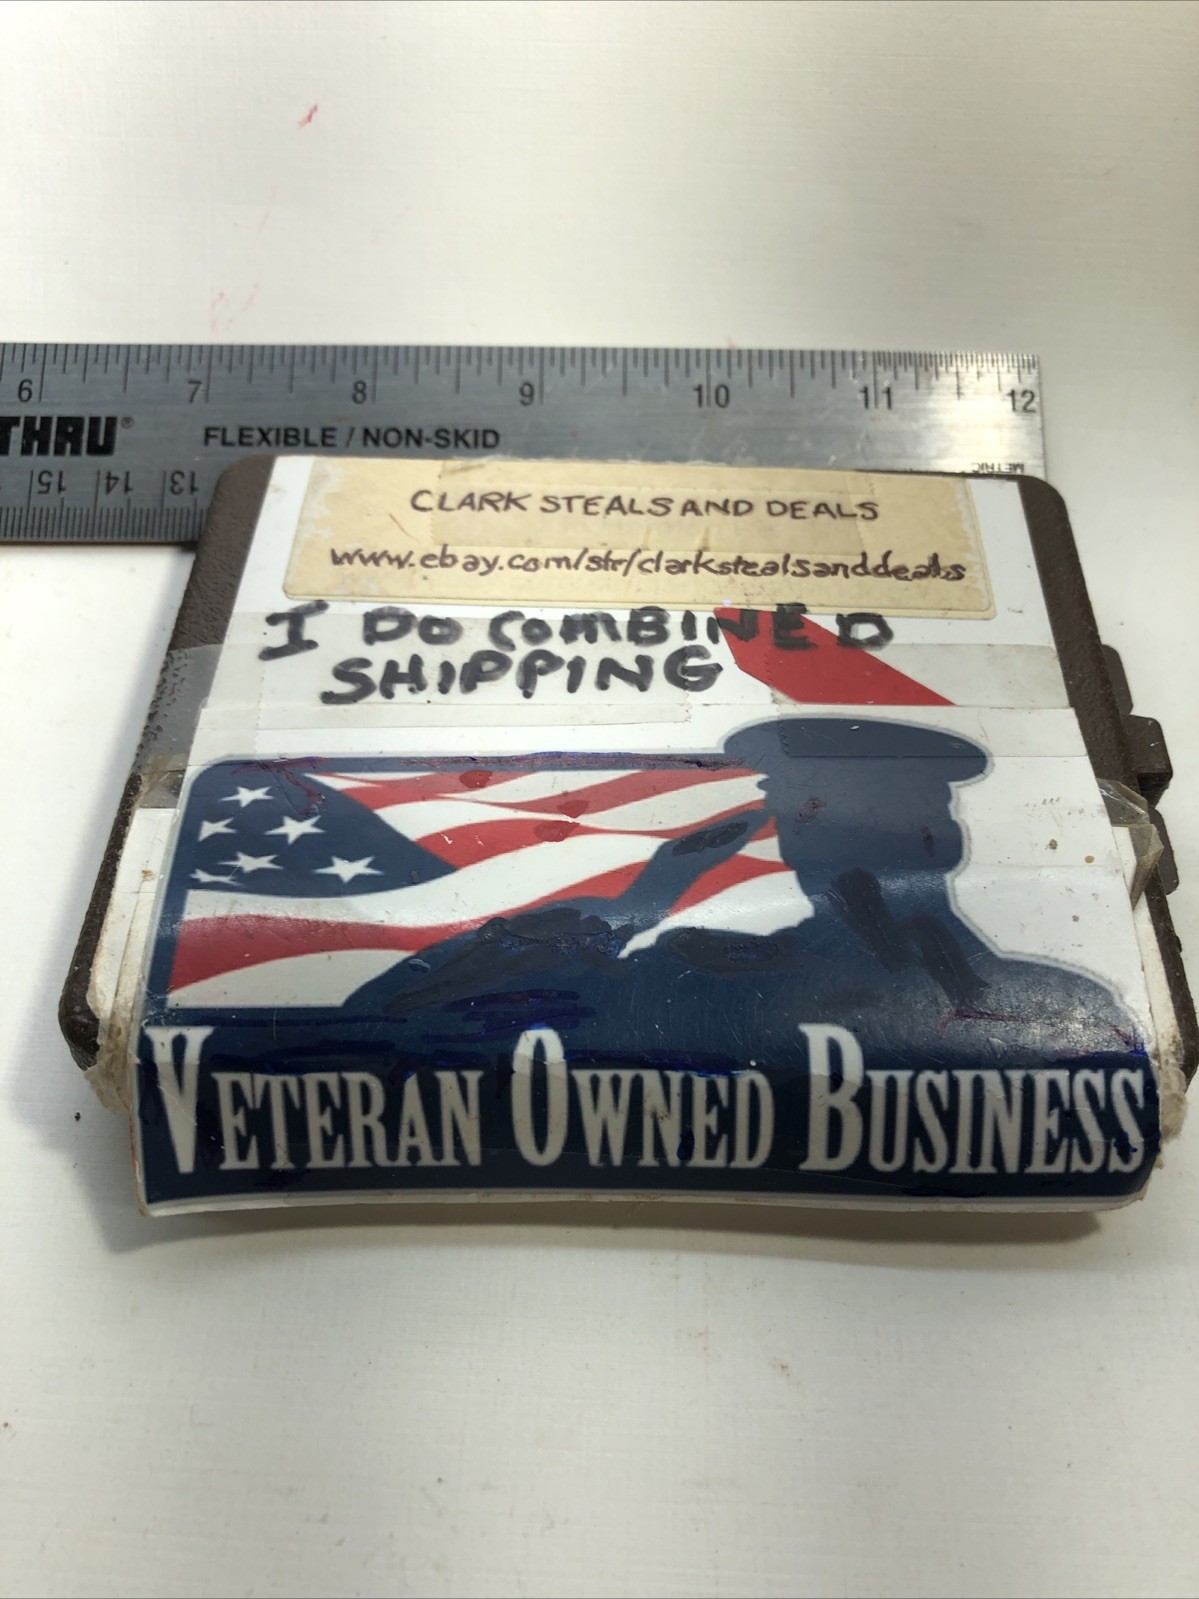 6 7 8 9 10 11 12
THRU® FLEXIBLE / NON-SKID
METRIC
15 14 13
CLARK STEALS AND DEALS
www.ebay.com/str/clarkstealsanddeals
I DO COMBINED
SHIPPING
VETERAN OWNED BUSINESS